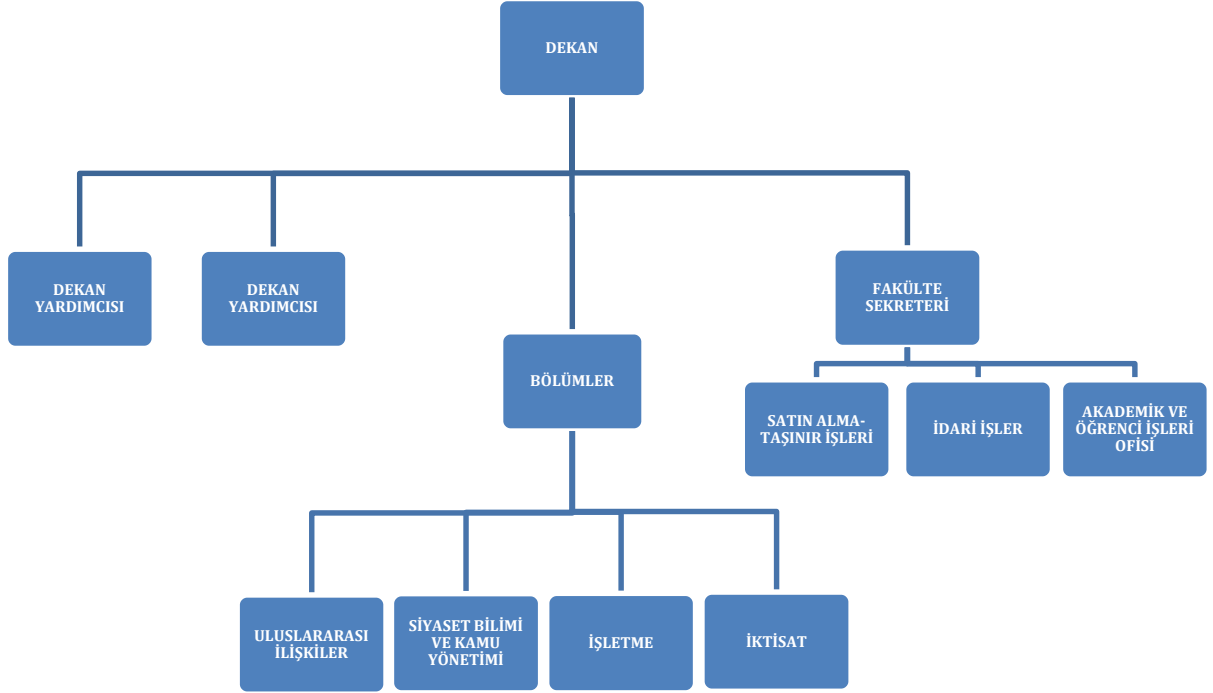 DEKAN
DEKAN
YARDIMCISI
DEKAN
YARDIMCISI
FAKÜLTE
SEKRETERİ
BÖLÜMLER
SATIN ALMA-
TAŞINIR İŞLERİ
İDARİ İŞLER
AKADEMİK VE
ÖĞRENCİ İŞLERİ
OFİSİ
ULUSLARARASI
İLİŞKİLER
SİYASET BİLİMİ
VE KAMU
YÖNETİMİ
İŞLETME
İKTİSAT